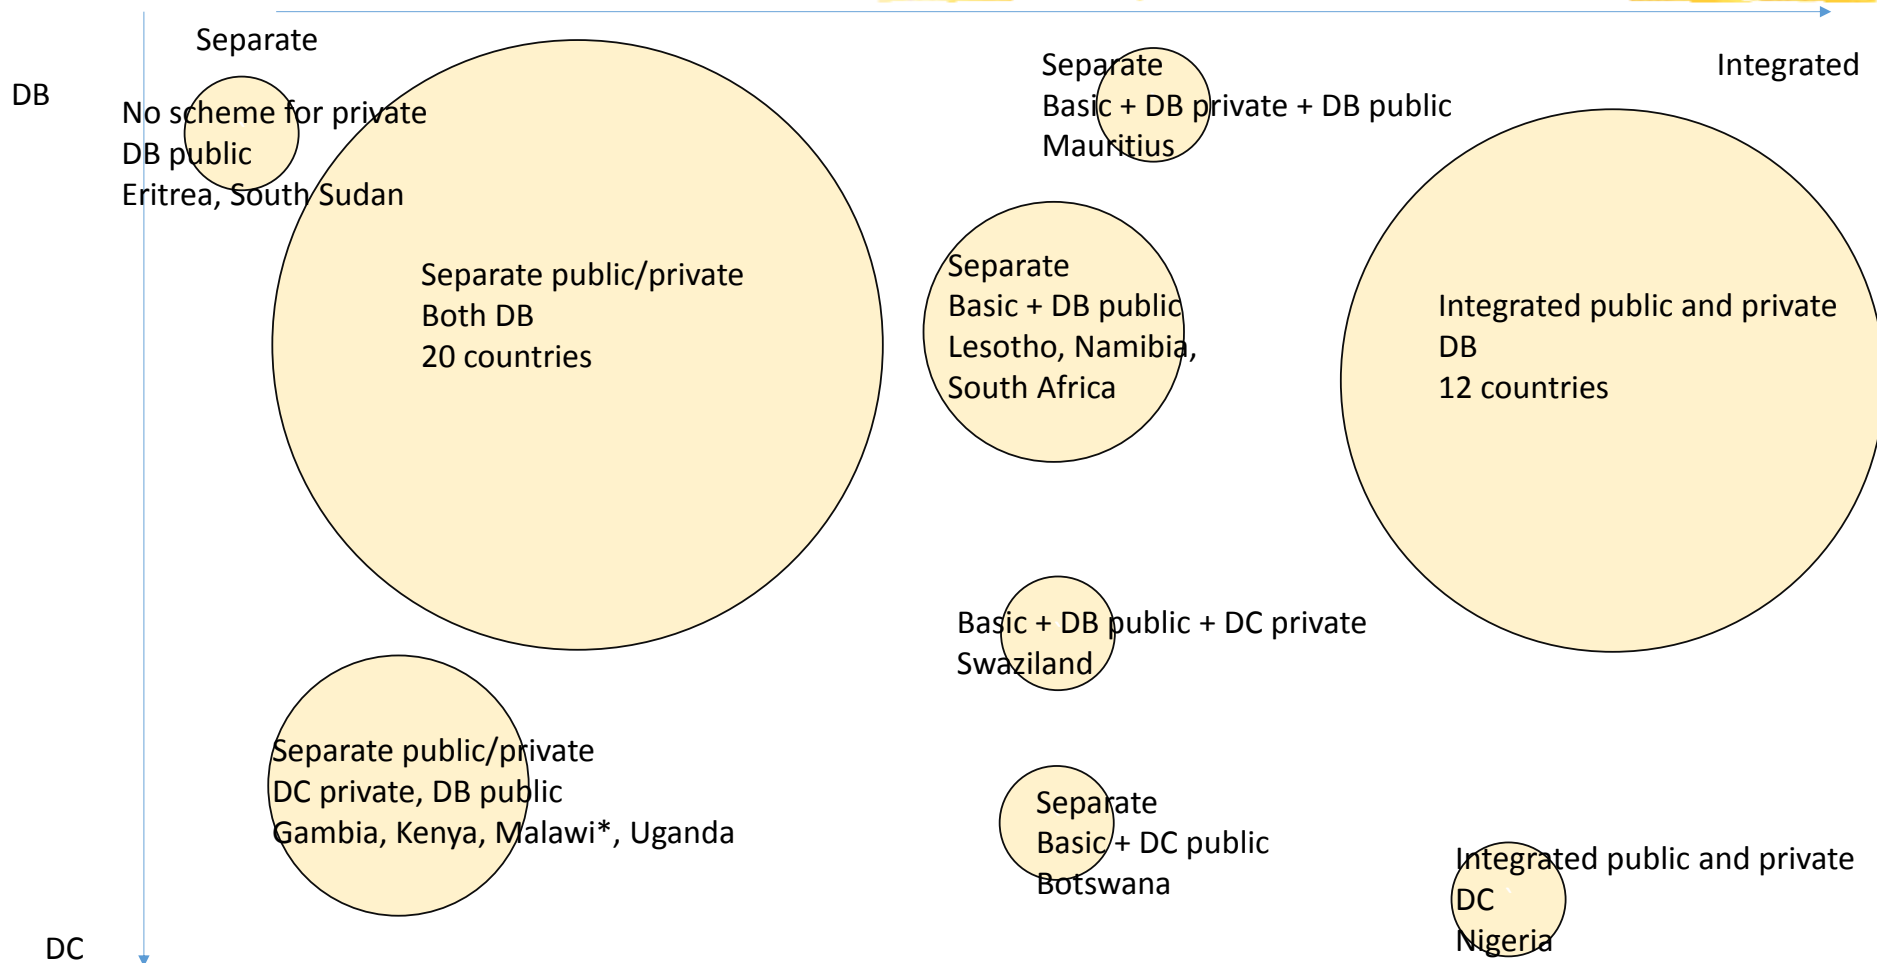 Separate
Integrated
DB
No scheme for private
DB public
Eritrea, South Sudan
Separate
Basic + DB private + DB public
Mauritius
Separate public/private
Both DB
20 countries
Separate
Basic + DB public
Lesotho, Namibia,
South Africa
Integrated public and private
DB
12 countries
Basic + DB public + DC private
Swaziland
Separate public/private
DC private, DB public
Gambia, Kenya, Malawi*, Uganda
Separate
Basic + DC public
Botswana
Integrated public and private
DC
Nigeria
DC